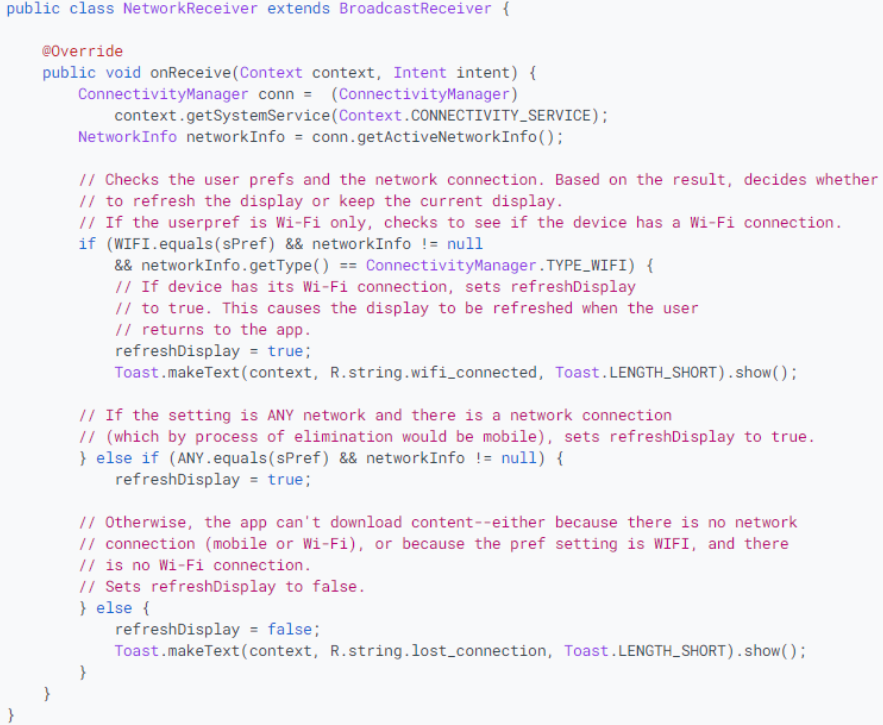 public class NetworkReceiver extends BroadcastReceiver {

    @Override
    public void onReceive(Context context, Intent intent) {
        ConnectivityManager conn =  (ConnectivityManager)
            context.getSystemService(Context.CONNECTIVITY_SERVICE);
        NetworkInfo networkInfo = conn.getActiveNetworkInfo();

        // Checks the user prefs and the network connection. Based on the result, decides whether
        // to refresh the display or keep the current display.
        // If the userpref is Wi-Fi only, checks to see if the device has a Wi-Fi connection.
        if (WIFI.equals(sPref) && networkInfo != null
            && networkInfo.getType() == ConnectivityManager.TYPE_WIFI) {
            // If device has its Wi-Fi connection, sets refreshDisplay
            // to true. This causes the display to be refreshed when the user
            // returns to the app.
            refreshDisplay = true;
            Toast.makeText(context, R.string.wifi_connected, Toast.LENGTH_SHORT).show();

        // If the setting is ANY network and there is a network connection
        // (which by process of elimination would be mobile), sets refreshDisplay to true.
        } else if (ANY.equals(sPref) && networkInfo != null) {
            refreshDisplay = true;

        // Otherwise, the app can't download content--either because there is no network
        // connection (mobile or Wi-Fi), or because the pref setting is WIFI, and there
        // is no Wi-Fi connection.
        // Sets refreshDisplay to false.
        } else {
            refreshDisplay = false;
            Toast.makeText(context, R.string.lost_connection, Toast.LENGTH_SHORT).show();
        }
    }
}